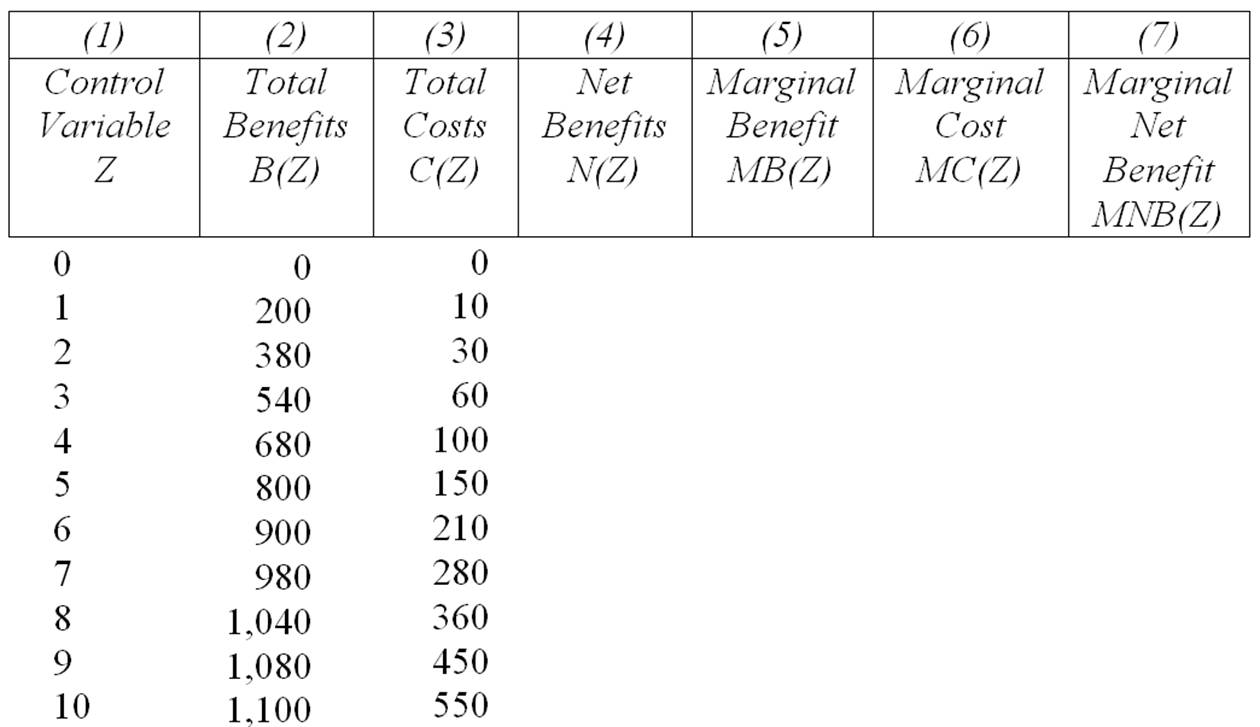 (1) (2) (3) (4) (5) (6) (7)
Control Total Total Net Marginal Marginal Marginal
Variable Benefits Costs Benefits Benefit Cost Net
Z B(Z) C(Z) N(Z) MB(Z) MC(Z) Benefit
MNB(Z)
0 0 0
1 200 10
2 380 30
3 540 60
4 680 100
5 800 150
6 900 210
7 980 280
8 1,040 360
9 1,080 450
10 1,100 550